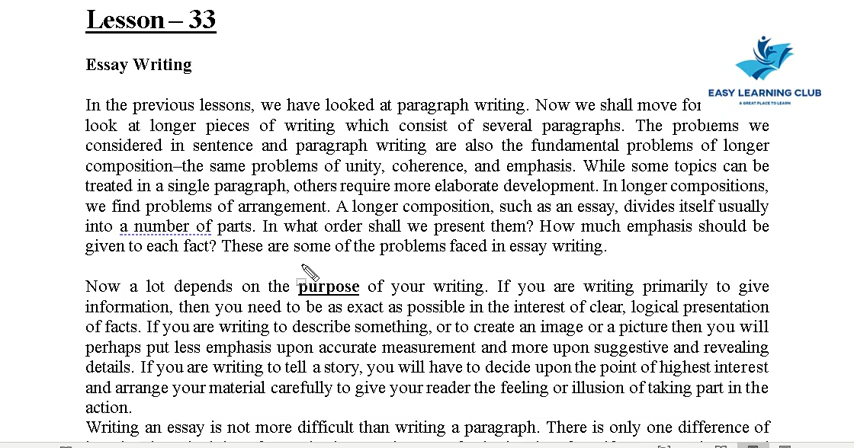 Lesson – 33
Essay Writing
EASY LEARNING CLUB
A GREAT PLACE TO LEARN
In the previous lessons, we have looked at paragraph writing. Now we shall move for
look at longer pieces of writing which consist of several paragraphs. The problems we
considered in sentence and paragraph writing are also the fundamental problems of longer
composition–the same problems of unity, coherence, and emphasis. While some topics can be
treated in a single paragraph, others require more elaborate development. In longer compositions,
we find problems of arrangement. A longer composition, such as an essay, divides itself usually
into a number of parts. In what order shall we present them? How much emphasis should be
given to each fact? These are some of the problems faced in essay writing.
Now a lot depends on the purpose of your writing. If you are writing primarily to give
information, then you need to be as exact as possible in the interest of clear, logical presentation
of facts. If you are writing to describe something, or to create an image or a picture then you will
perhaps put less emphasis upon accurate measurement and more upon suggestive and revealing
details. If you are writing to tell a story, you will have to decide upon the point of highest interest
and arrange your material carefully to give your reader the feeling or illusion of taking part in the
action.
Writing an essay is not more difficult than writing a paragraph. There is only one difference of